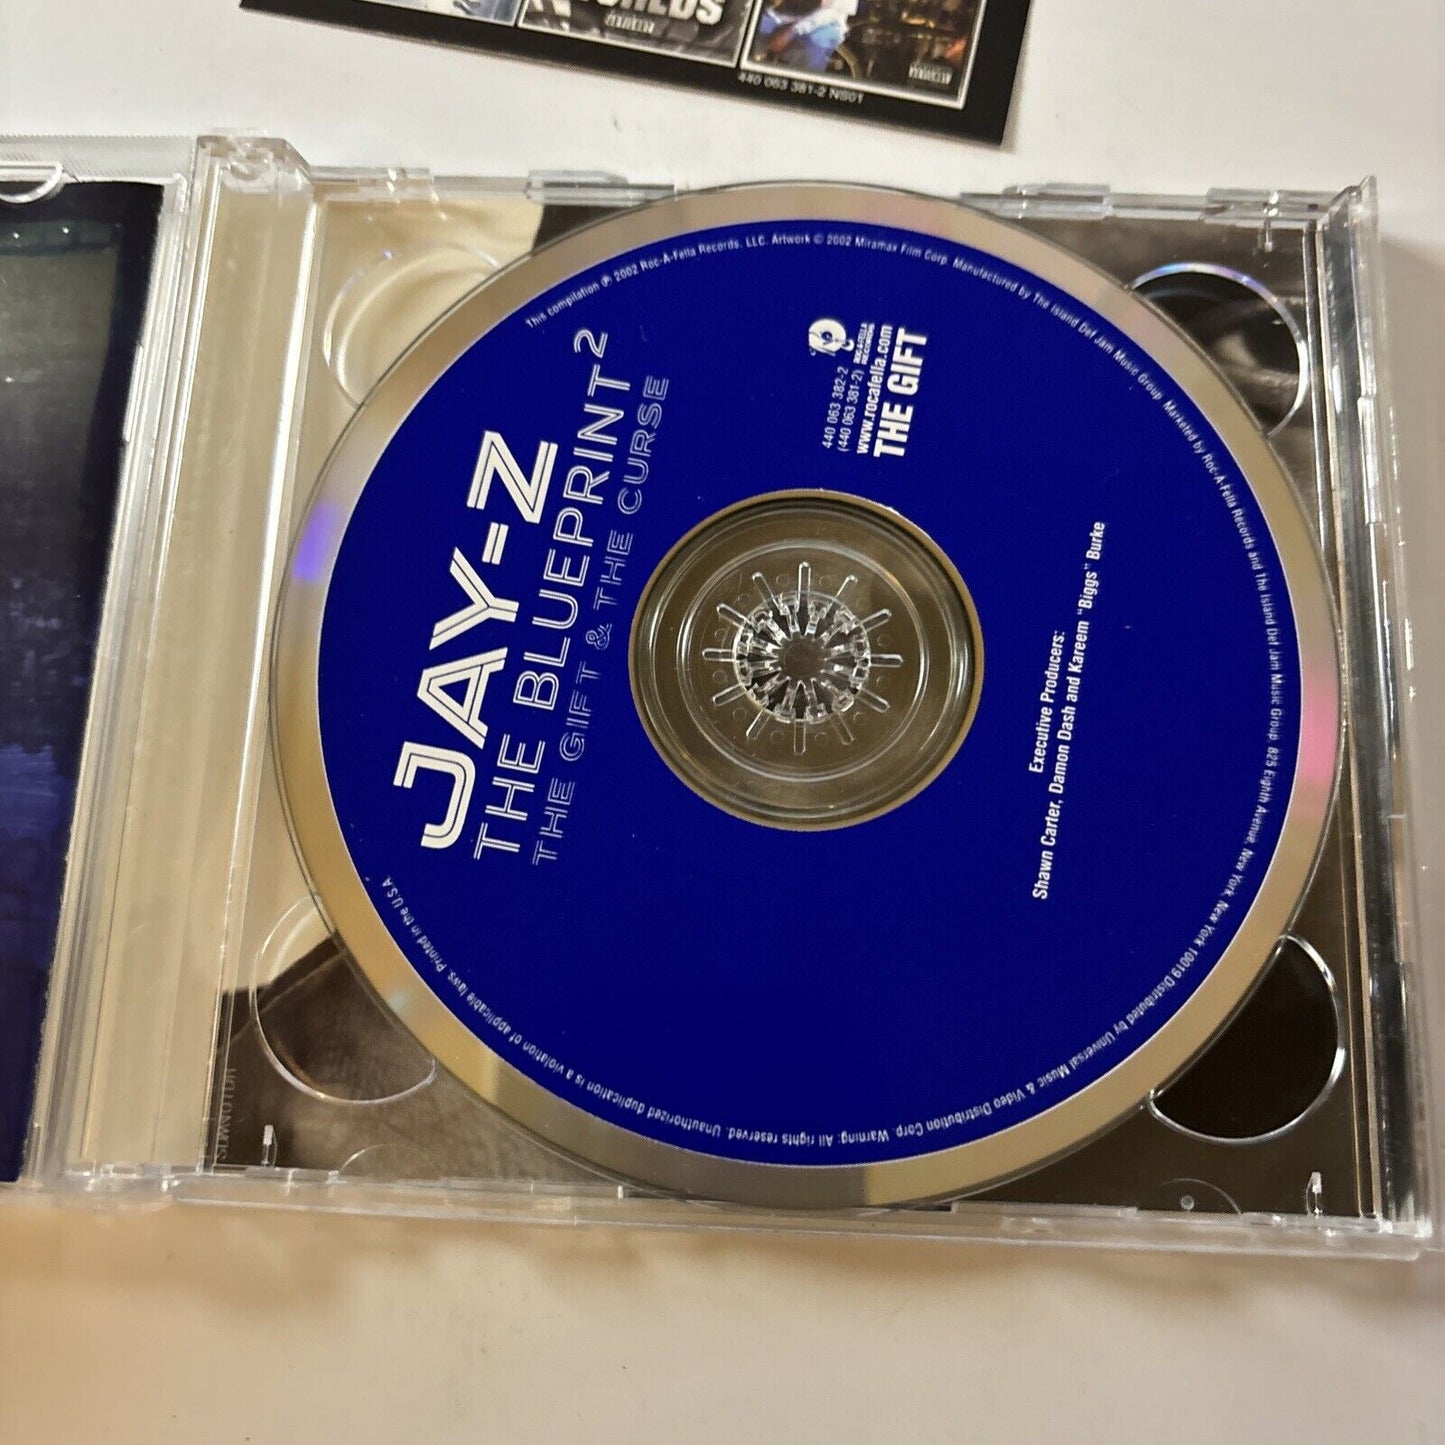 440 063 381-2 NS01
JAY-Z
THE BLUEPRINT 2
THE GIFT & THE CURSE
ROC-A-FELLA
RECORDS
440 063 382-2
(440 063 381-2)
www.rocafella.com
THE GIFT
Executive Producers:
Shawn Carter, Damon Dash and Kareem "Biggs" Burke
This compilation ℗ 2002 Roc-A-Fella Records, LLC. Artwork © 2002 Miramax Film Corp. Manufactured by The Island Def Jam Music Group. Marketed by Roc-A-Fella Records and The Island Def Jam Music Group, 825 Eighth Avenue, New York, New York 10019 Distributed by Universal Music & Video Distribution Corp. Warning: All rights reserved. Unauthorized duplication is a violation of applicable laws. Printed in the U.S.A.